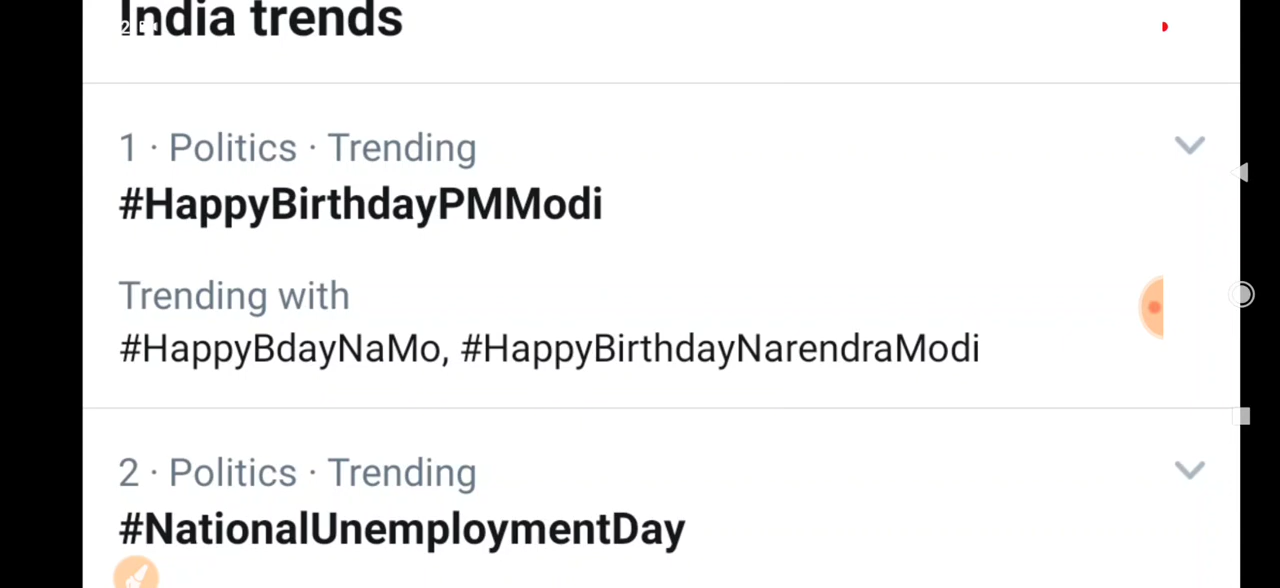 India trends
1 · Politics · Trending
#HappyBirthdayPMModi
Trending with
#HappyBdayNaMo, #HappyBirthdayNarendraModi
2 · Politics · Trending
#NationalUnemploymentDay